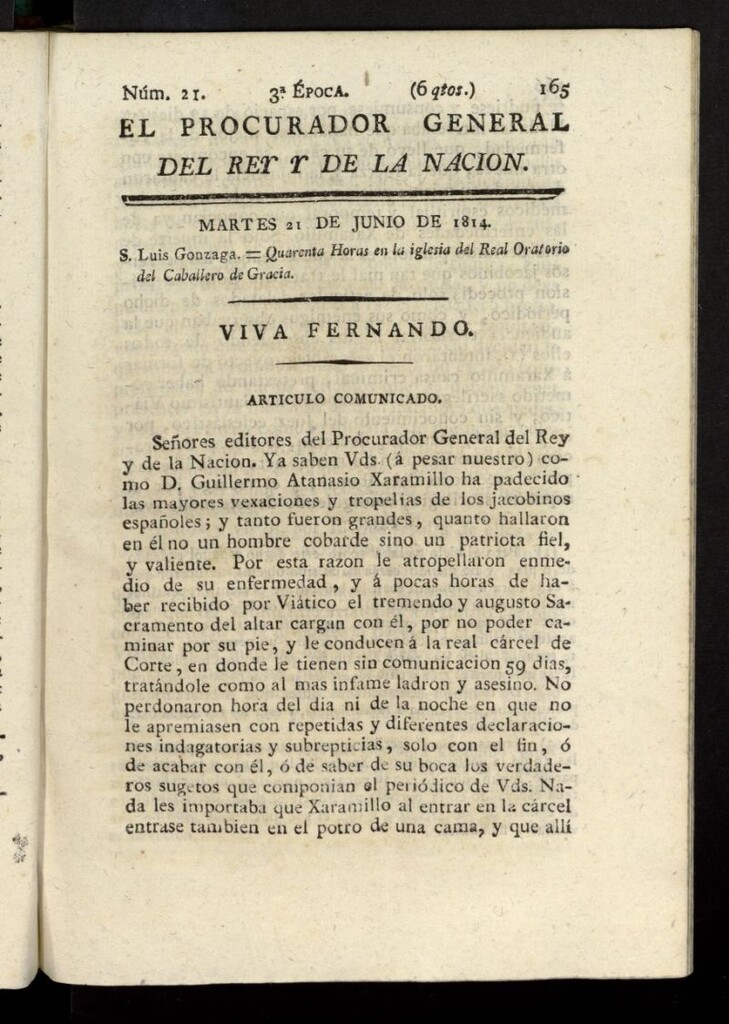 Núm. 21. 3ª ÉPOCA. (6 qtos.) 165
EL PROCURADOR GENERAL
DEL REY Y DE LA NACION.
MARTES 21 DE JUNIO DE 1814.
S. Luis Gonzaga. = Quarenta Horas en la iglesia del Real Oratorio
del Caballero de Gracia.
VIVA FERNANDO.
ARTICULO COMUNICADO.
Señores editores del Procurador General del Rey
y de la Nacion. Ya saben Vds. (á pesar nuestro) co-
mo D. Guillermo Atanasio Xaramillo ha padecido
las mayores vexaciones y tropelias de los jacobinos
españoles; y tanto fueron grandes, quanto hallaron
en él no un hombre cobarde sino un patriota fiel,
y valiente. Por esta razon le atropellaron enme-
dio de su enfermedad, y á pocas horas de ha-
ber recibido por Viático el tremendo y augusto Sa-
cramento del altar cargan con él, por no poder ca-
minar por su pie, y le conducen á la real cárcel de
Corte, en donde le tienen sin comunicacion 59 dias,
tratándole como al mas infame ladron y asesino. No
perdonaron hora del dia ni de la noche en que no
le apremiasen con repetidas y diferentes declaracio-
nes indagatorias y subrepticias, solo con el fin, ó
de acabar con él, ó de saber de su boca los verdade-
ros sugetos que componian el periódico de Vds. Na-
da les importaba que Xaramillo al entrar en la cárcel
entrase tambien en el potro de una cama, y que allí